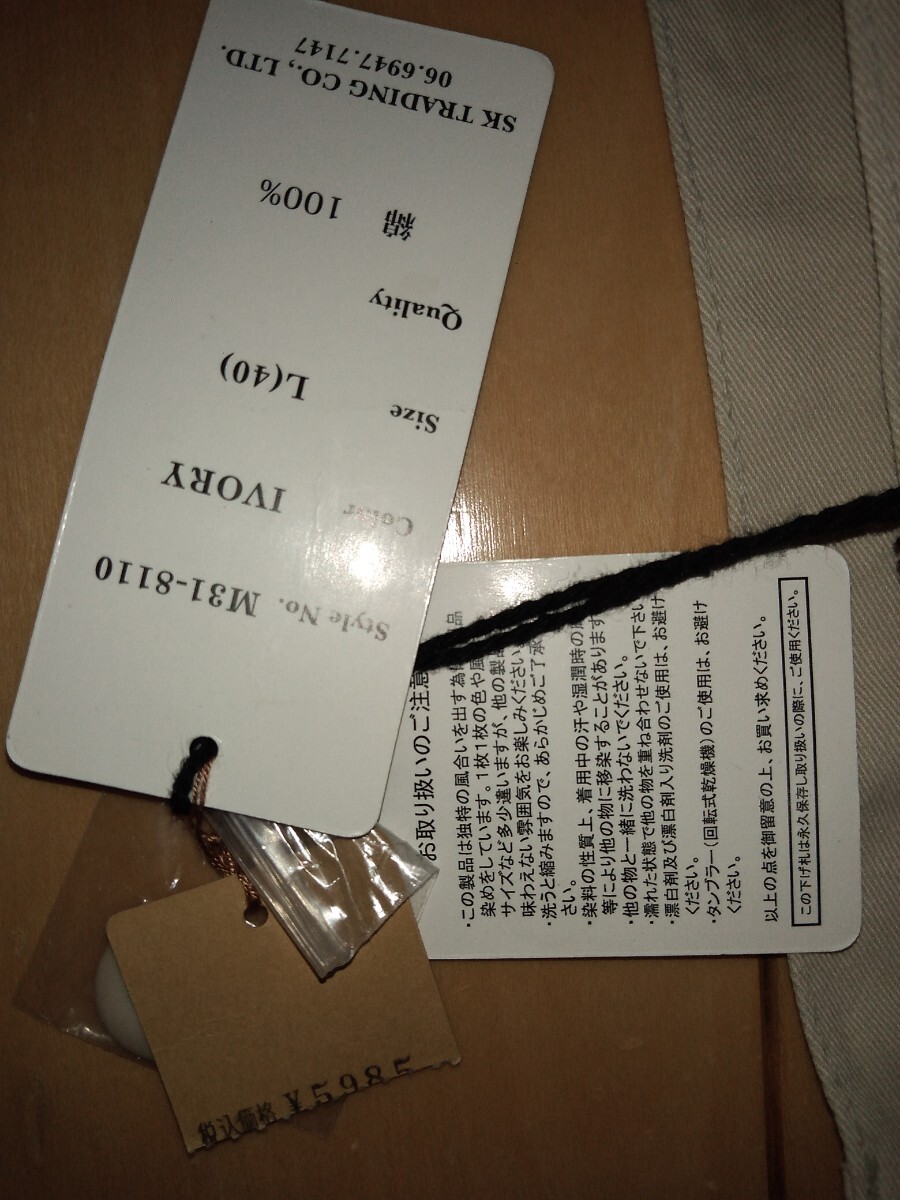 Style No. M31-8110
Color IVORY
Size L(40)
Quality
綿 100%
SK TRADING CO., LTD.
06.6947.7147
お取り扱いのご注意
・この製品は独特の風合いを出す為 品
染めをしています。1枚1枚の色や風
サイズなど多少違いますが、他の製品
味わえない雰囲気をお楽しみください。
・洗うと縮みますので、あらかじめご了承
さい。
・染料の性質上、着用中の汗や湿潤時の
等により他の物に移染することがあります
・他の物と一緒に洗わないでください。
・濡れた状態で他の物を重ね合わせないで下さい
・漂白剤及び漂白剤入り洗剤のご使用は、お避け
ください。
・タンブラー(回転式乾燥機)のご使用は、お避け
ください。
以上の点を御留意の上、お買い求めください。
この下げ札は永久保存し取り扱いの際に、ご使用ください。
税込価格 ¥5985